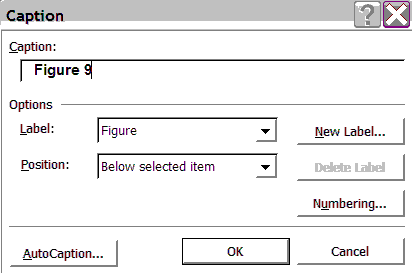 Caption
?
Caption:
Figure 9
Options
Label: Figure New Label...
Position: Below selected item Delete Label
Numbering...
AutoCaption... OK Cancel